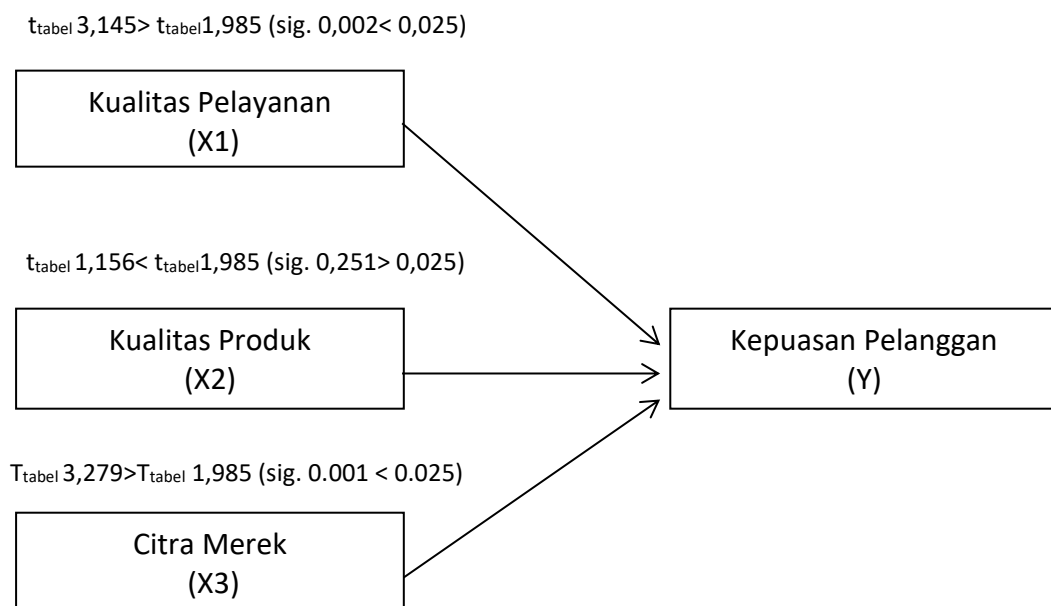 ttabel 3,145> ttabel1,985 (sig. 0,002< 0,025)
Kualitas Pelayanan
(X1)
ttabel 1,156< ttabel1,985 (sig. 0,251> 0,025)
Kualitas Produk
(X2)
Kepuasan Pelanggan
(Y)
Ttabel 3,279>Ttabel 1,985 (sig. 0.001 < 0.025)
Citra Merek
(X3)